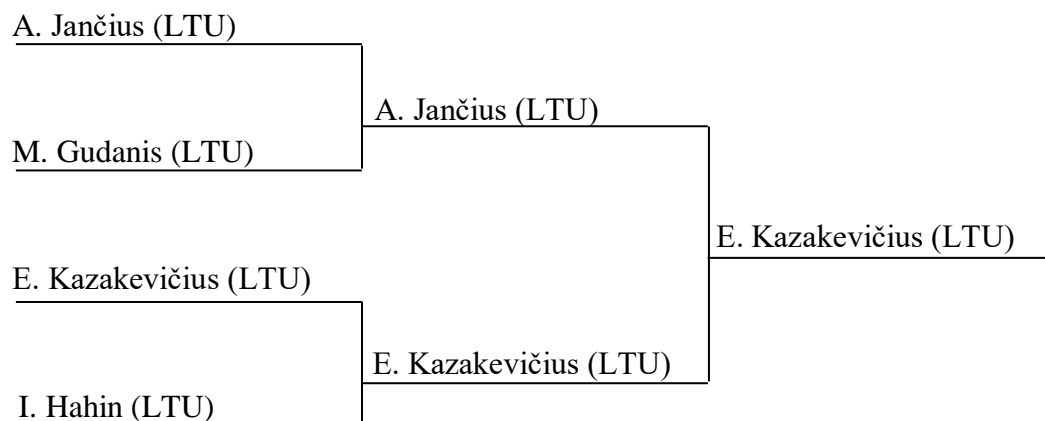 A. Jančius (LTU)
A. Jančius (LTU)
M. Gudanis (LTU)
E. Kazakevičius (LTU)
E. Kazakevičius (LTU)
E. Kazakevičius (LTU)
I. Hahin (LTU)